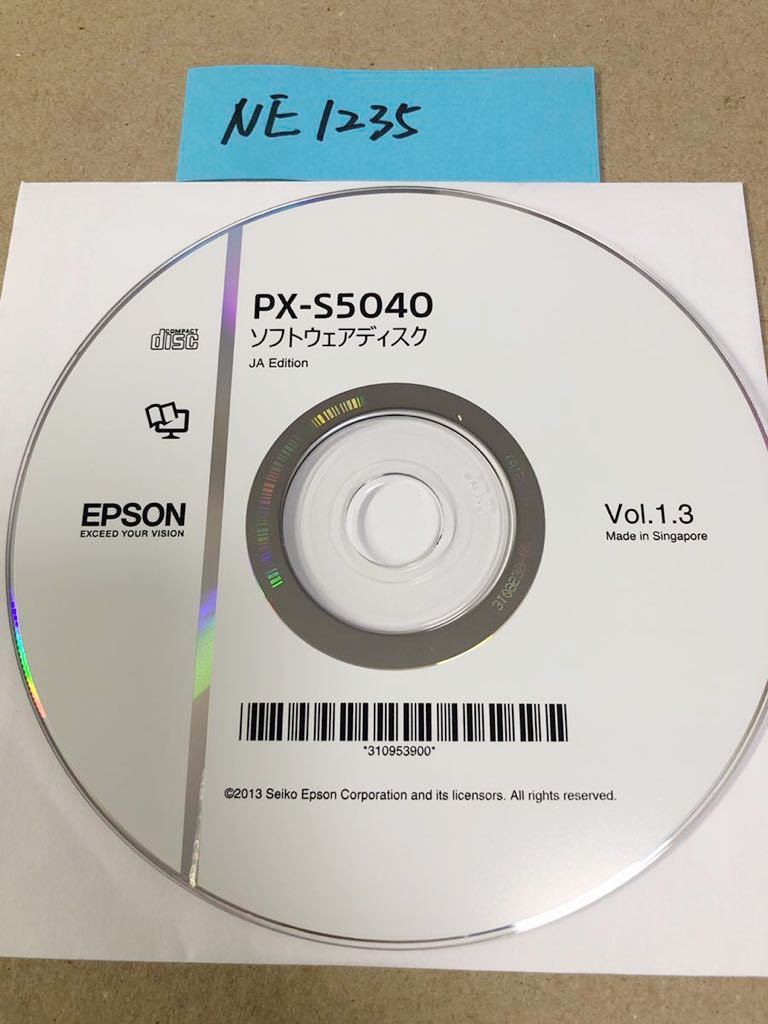 NE1235
PX-S5040
ソフトウェアディスク
JA Edition
COMPACT
disc
EPSON
EXCEED YOUR VISION
Vol.1.3
Made in Singapore
*310953900*
©2013 Seiko Epson Corporation and its licensors. All rights reserved.